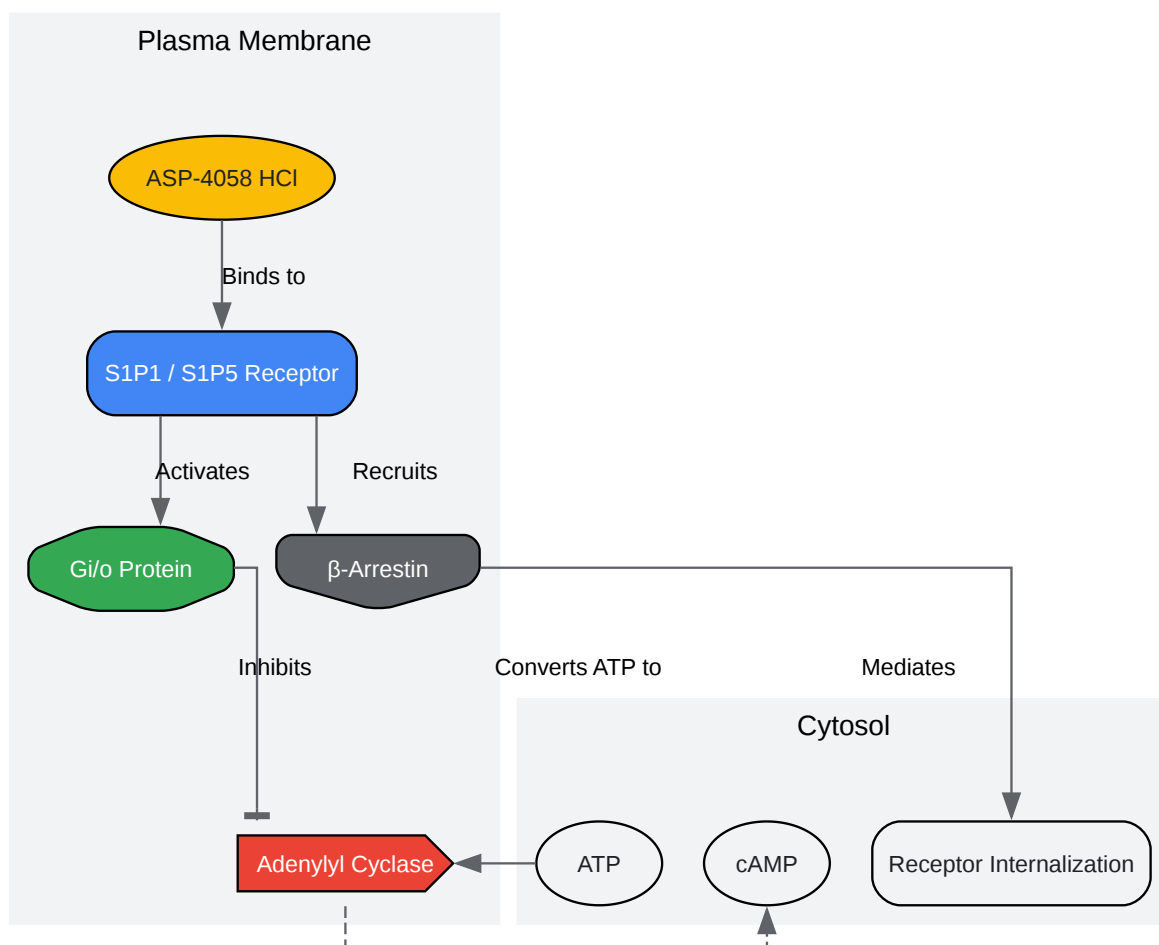 Plasma Membrane
ASP-4058 HCl
Binds to
S1P1 / S1P5 Receptor
Activates
Recruits
Gi/o Protein
β-Arrestin
Inhibits
Converts ATP to
Mediates
Cytosol
Adenylyl Cyclase
ATP
cAMP
Receptor Internalization